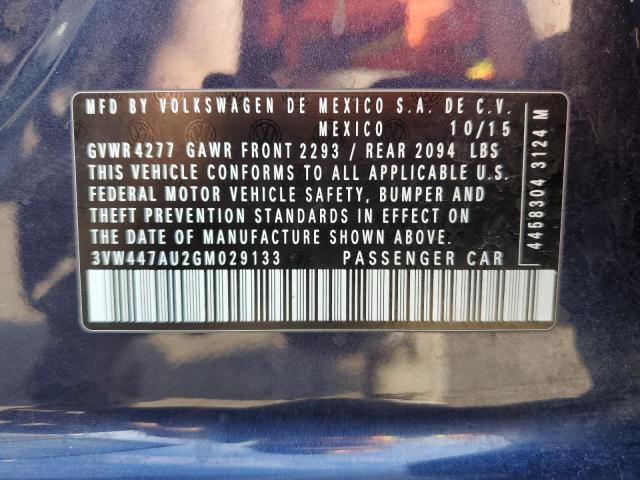 MFD BY VOLKSWAGEN DE MEXICO S.A. DE C.V.
MEXICO 10/15
GVWR 4277 GAWR FRONT 2293 / REAR 2094 LBS
THIS VEHICLE CONFORMS TO ALL APPLICABLE U.S.
FEDERAL MOTOR VEHICLE SAFETY, BUMPER AND
THEFT PREVENTION STANDARDS IN EFFECT ON
THE DATE OF MANUFACTURE SHOWN ABOVE.
3VW447AU2GM029133 PASSENGER CAR
4458304 3124 M